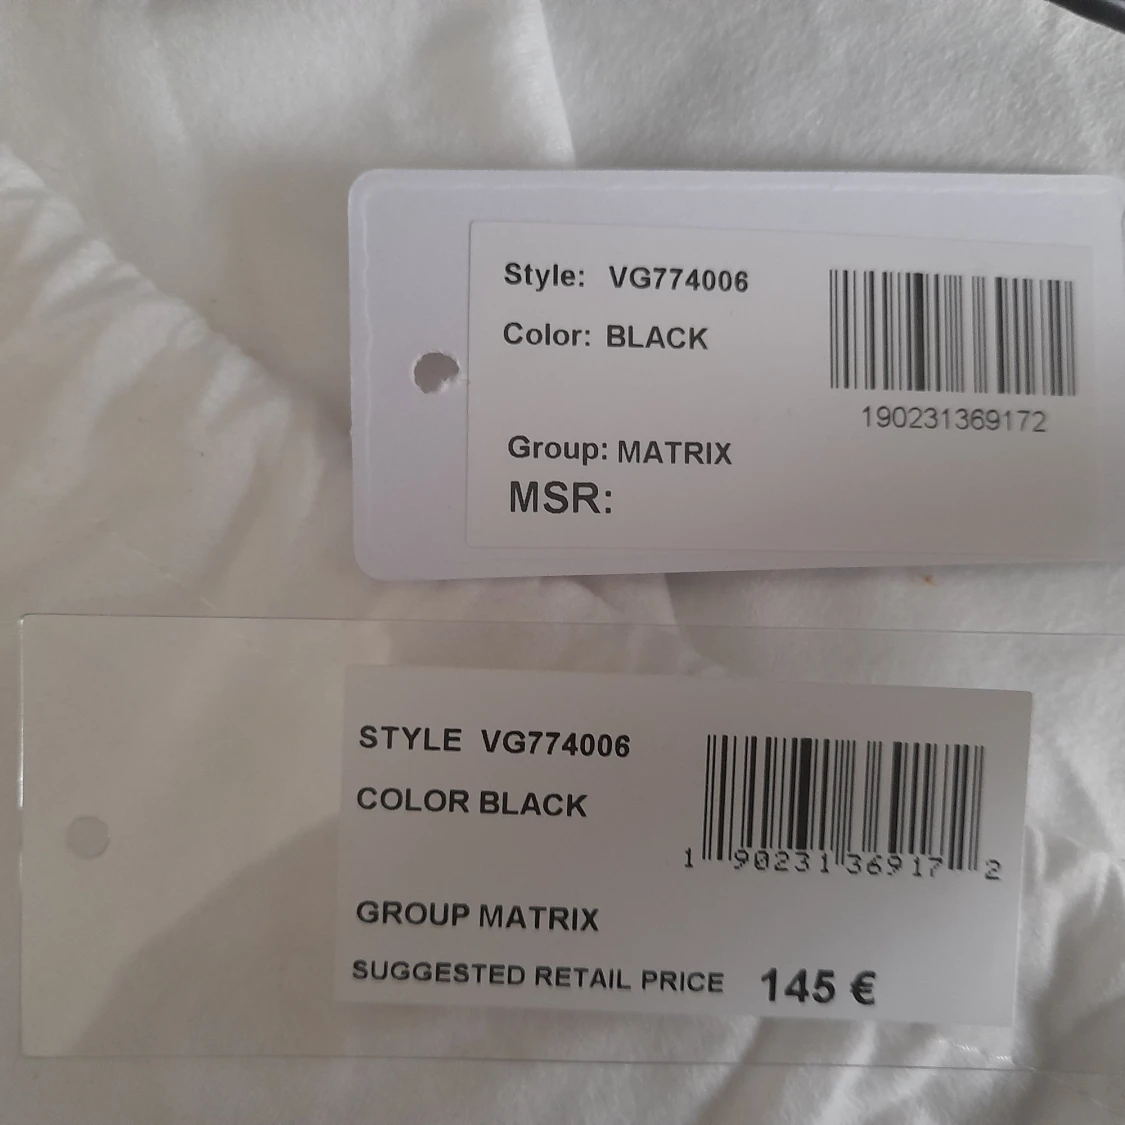 Style: VG774006
Color: BLACK
190231369172
Group: MATRIX
MSR:
STYLE VG774006
COLOR BLACK
1 90231 36917 2
GROUP MATRIX
SUGGESTED RETAIL PRICE 145 €